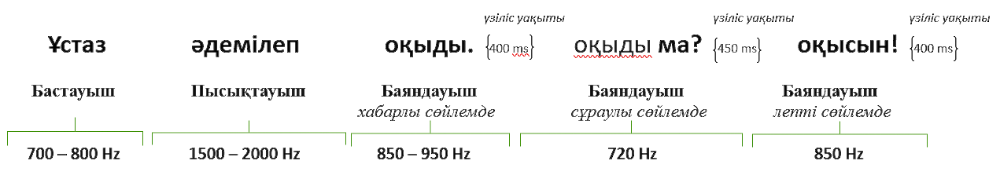 үзіліс уақыты үзіліс уақыты үзіліс уақыты
Ұстаз әдемілеп оқыды. {400 ms} оқыды ма? {450 ms} оқысын! {400 ms}
Бастауыш Пысықтауыш Баяндауыш Баяндауыш Баяндауыш
хабарлы сөйлемде сұраулы сөйлемде лепті сөйлемде
700 – 800 Hz 1500 – 2000 Hz 850 – 950 Hz 720 Hz 850 Hz